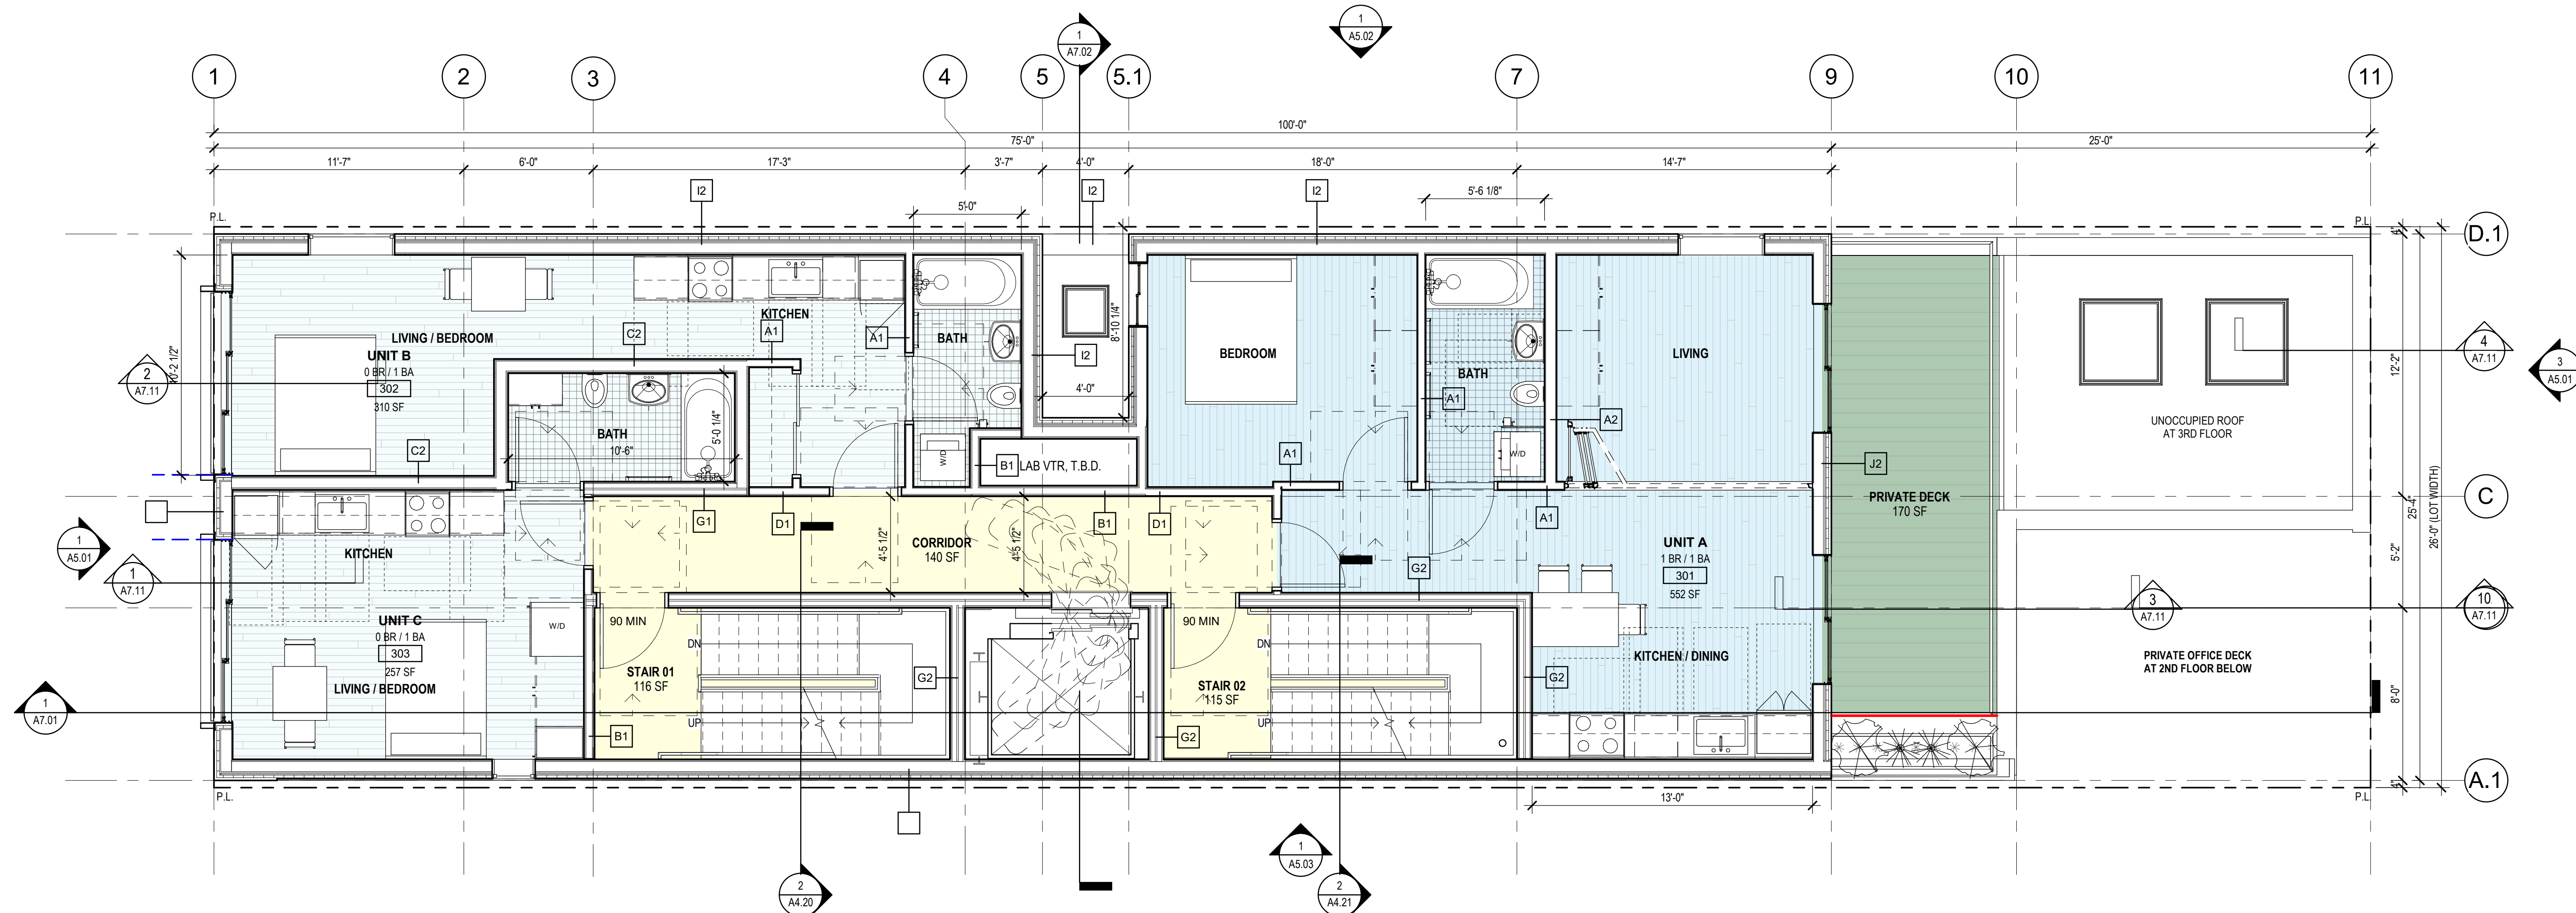 1
A7.02
1
A5.02
1
2
3
4
5
5.1
7
9
10
11
100'-0"
75'-0"
25'-0"
11'-7"
6'-0"
17'-3"
3'-7"
4'-0"
18'-0"
14'-7"
I2
I2
I2
5'-0"
5'-6 1/8"
P.L.
P.L.
D.1
4"
KITCHEN
A1
A1
C2
LIVING / BEDROOM
UNIT B
0 BR / 1 BA
302
310 SF
10'-2 1/2"
2
A7.11
BATH
W/D
I2
8'-10 1/4"
4'-0"
BEDROOM
BATH
W/D
A1
A2
A1
LIVING
4
A7.11
3
A5.01
12'-2"
UNOCCUPIED ROOF
AT 3RD FLOOR
BATH
10'-6"
5'-0 1/4"
C2
B1
LAB VTR, T.B.D.
J2
PRIVATE DECK
170 SF
C
25'-4"
26'-0" (LOT WIDTH)
G1
D1
B1
D1
A1
1
A5.01
KITCHEN
1
A7.11
4'-5 1/2"
CORRIDOR
140 SF
4'-5 1/2"
G2
UNIT A
1 BR / 1 BA
301
552 SF
5'-2"
UNIT C
0 BR / 1 BA
303
257 SF
LIVING / BEDROOM
W/D
90 MIN
DN
STAIR 01
116 SF
UP
G2
90 MIN
DN
STAIR 02
115 SF
UP
G2
KITCHEN / DINING
3
A7.11
10
A7.11
PRIVATE OFFICE DECK
AT 2ND FLOOR BELOW
8'-0"
1
A7.01
B1
G2
4"
A.1
P.L.
P.L.
13'-0"
1
A5.03
2
A4.20
2
A4.21